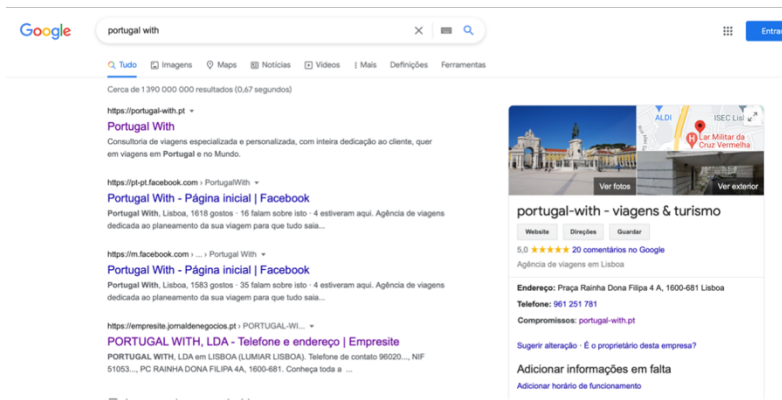 Google
portugal with
Entrar
Tudo Imagens Maps Notícias Vídeos Mais Definições Ferramentas
Cerca de 1 390 000 000 resultados (0,67 segundos)
https://portugal-with.pt
Portugal With
Consultoria de viagens especializada e personalizada, com inteira dedicação ao cliente, quer
em viagens em Portugal e no Mundo.
https://pt-pt.facebook.com › PortugalWith
Portugal With - Página inicial | Facebook
Portugal With, Lisboa, 1618 gostos · 16 falam sobre isto · 4 estiveram aqui. Agência de viagens
dedicada ao planeamento da sua viagem para que tudo saia...
https://m.facebook.com › ... › Portugal With
Portugal With - Página inicial | Facebook
Portugal With, Lisboa, 1583 gostos · 35 falam sobre isto · 4 estiveram aqui. Agência de viagens
dedicada ao planeamento da sua viagem para que tudo saia...
https://empresite.jornaldenegocios.pt › PORTUGAL-WI...
PORTUGAL WITH, LDA - Telefone e endereço | Empresite
PORTUGAL WITH, LDA em LISBOA (LUMIAR LISBOA). Telefone de contato 96020..., NIF
51053..., PC RAINHA DONA FILIPA 4A, 1600-681. Conheça toda a ...
ALDI
ISEC Lis
Lar Militar da
Cruz Vermelha
Ver fotos
Ver exterior
portugal-with - viagens & turismo
Website Direções Guardar
5,0 20 comentários no Google
Agência de viagens em Lisboa
Endereço: Praça Rainha Dona Filipa 4 A, 1600-681 Lisboa
Telefone: 961 251 781
Compromissos: portugal-with.pt
Sugerir alteração · É o proprietário desta empresa?
Adicionar informações em falta
Adicionar horário de funcionamento